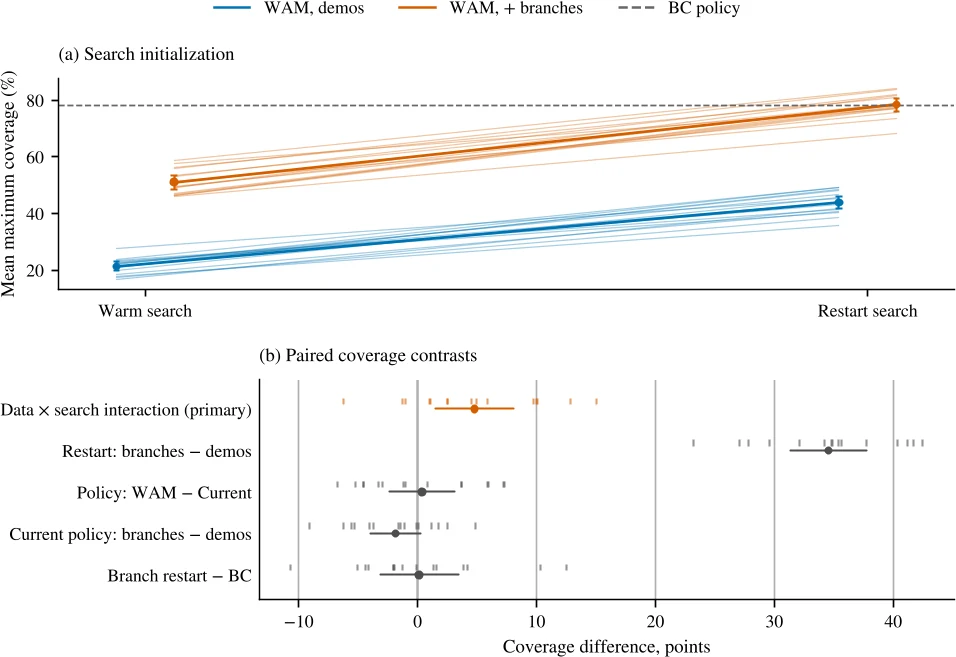 WAM, demos WAM, + branches BC policy
(a) Search initialization
Mean maximum coverage (%)
80
60
40
20
Warm search Restart search
(b) Paired coverage contrasts
Data × search interaction (primary)
Restart: branches − demos
Policy: WAM − Current
Current policy: branches − demos
Branch restart − BC
−10 0 10 20 30 40
Coverage difference, points